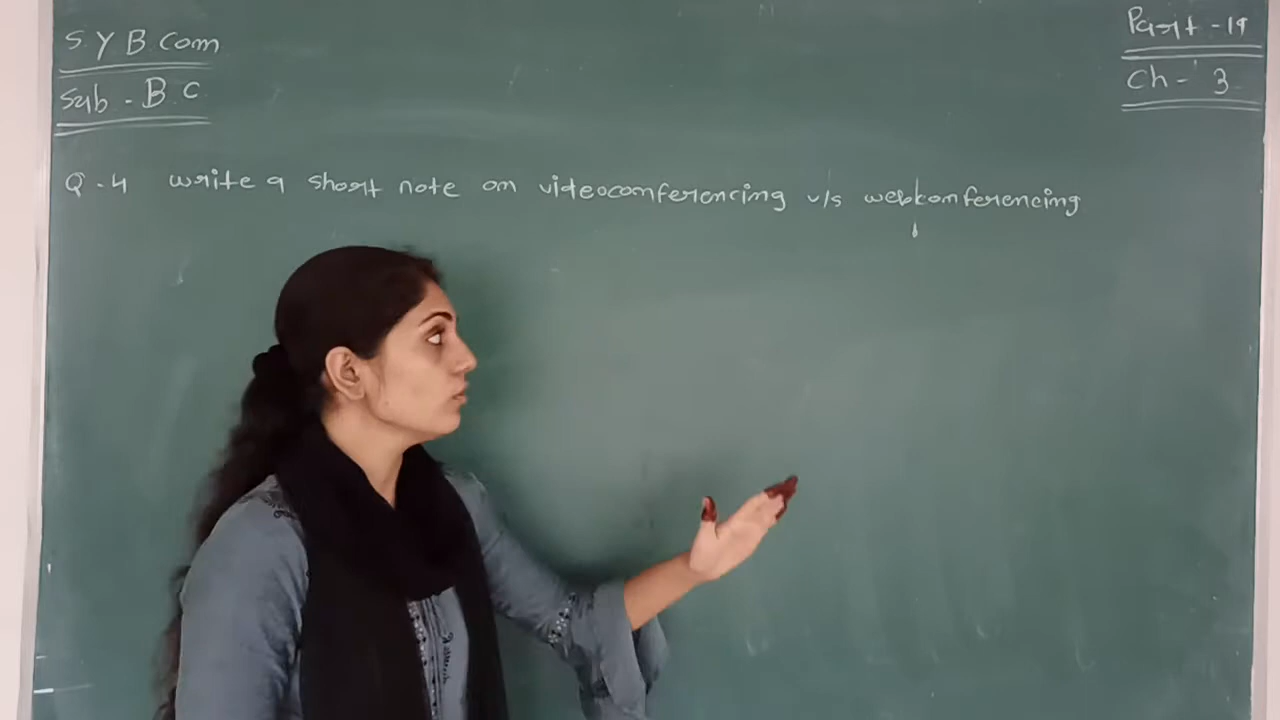 S Y B Com
Sub - B C
Part - 19
Ch - 3
Q - 4 write a short note on videoconferencing v/s webconferencing